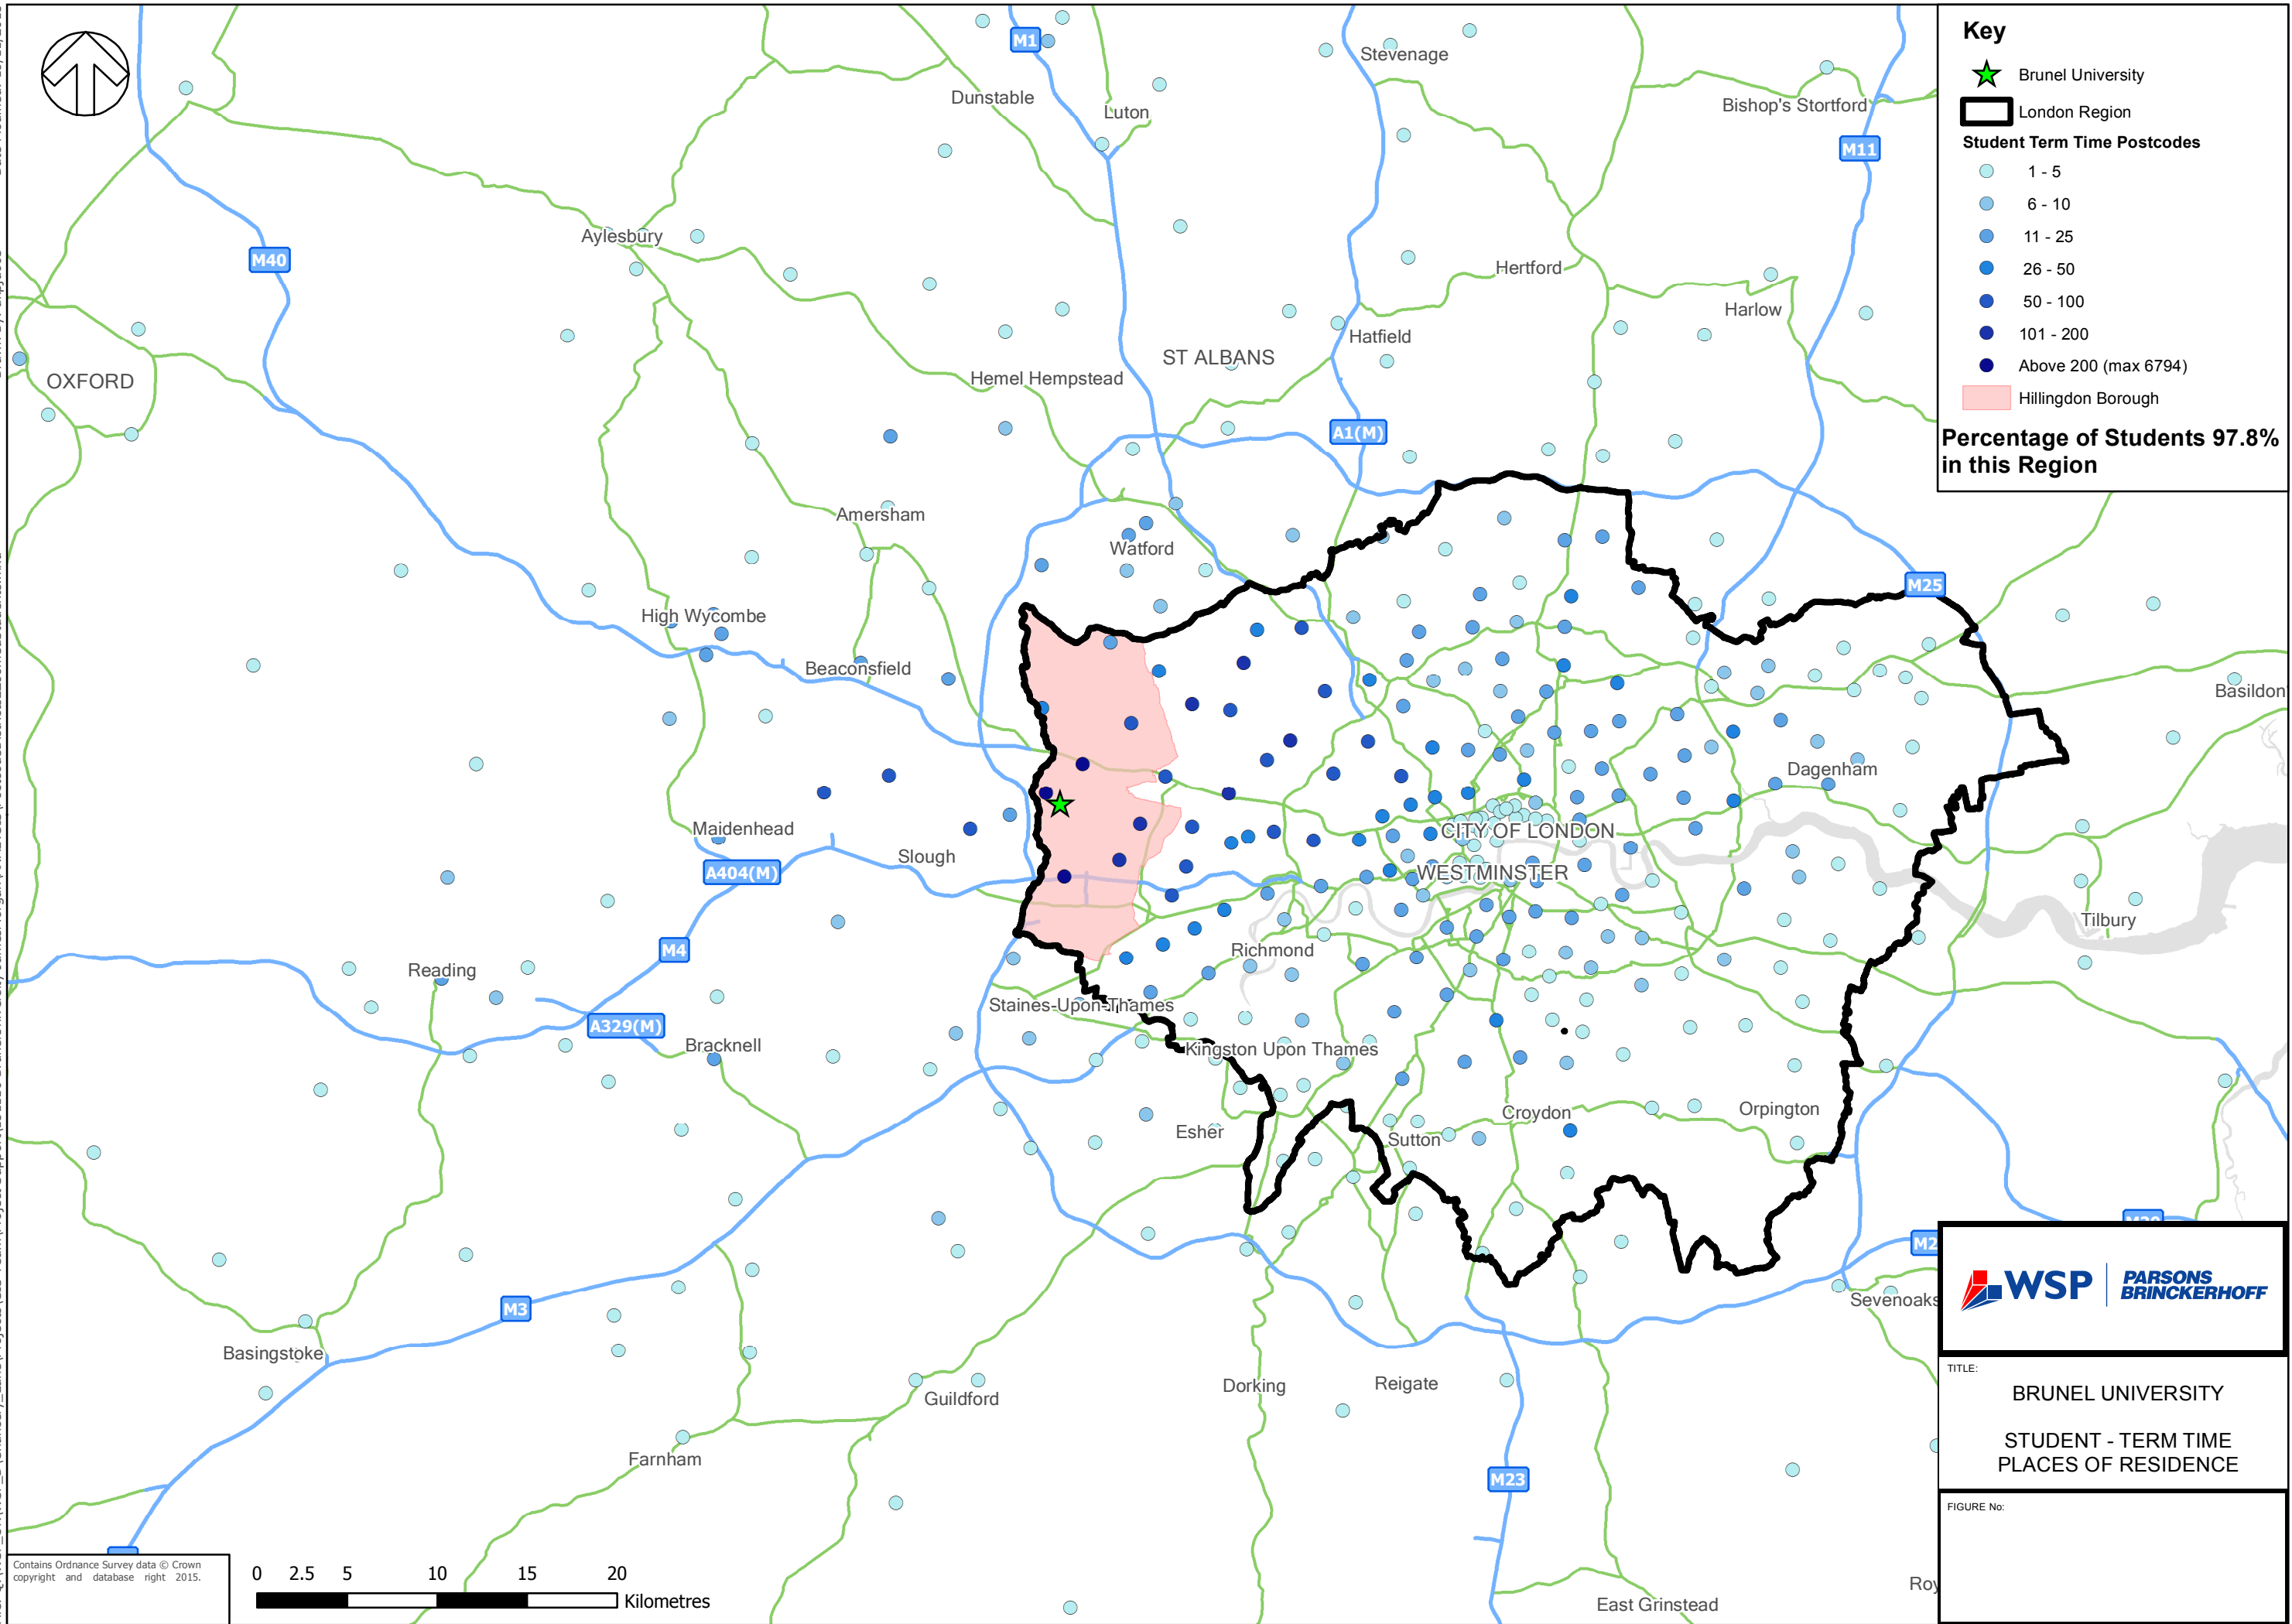 M1
Stevenage
Dunstable
Luton
Bishop's Stortford
M11
Aylesbury
M40
Hertford
Harlow
Hatfield
ST ALBANS
OXFORD
Hemel Hempstead
A1(M)
Amersham
Watford
M25
High Wycombe
Beaconsfield
Basildon
Dagenham
Maidenhead
CITY OF LONDON
Slough
A404(M)
WESTMINSTER
Tilbury
M4
Richmond
Reading
Staines-Upon-Thames
A329(M)
Bracknell
Kingston Upon Thames
Orpington
Croydon
Esher
Sutton
M3
Sevenoaks
Basingstoke
Dorking
Reigate
Guildford
Farnham
M23
East Grinstead
Key
Brunel University
London Region
Student Term Time Postcodes
1 - 5
6 - 10
11 - 25
26 - 50
50 - 100
101 - 200
Above 200 (max 6794)
Hillingdon Borough
Percentage of Students 97.8%
in this Region
WSP
PARSONS
BRINCKERHOFF
TITLE:
BRUNEL UNIVERSITY
STUDENT - TERM TIME
PLACES OF RESIDENCE
FIGURE No:
Contains Ordnance Survey data © Crown
copyright and database right 2015.
0 2.5 5 10 15 20
Kilometres